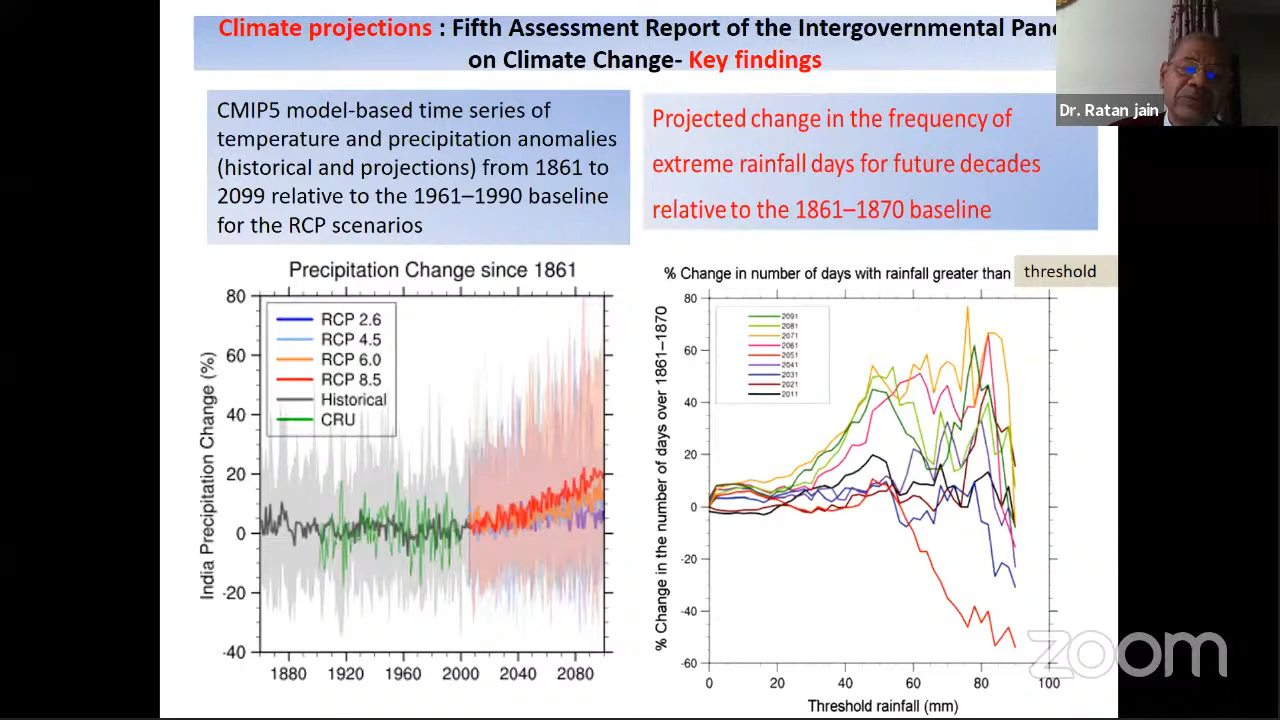 Climate projections : Fifth Assessment Report of the Intergovernmental Pane
on Climate Change- Key findings
Dr. Ratan jain
CMIP5 model-based time series of
temperature and precipitation anomalies
(historical and projections) from 1861 to
2099 relative to the 1961–1990 baseline
for the RCP scenarios
Projected change in the frequency of
extreme rainfall days for future decades
relative to the 1861–1870 baseline
Precipitation Change since 1861
India Precipitation Change (%)
80
60
40
20
0
-20
-40
RCP 2.6
RCP 4.5
RCP 6.0
RCP 8.5
Historical
CRU
1880 1920 1960 2000 2040 2080
% Change in number of days with rainfall greater than threshold
% Change in the number of days over 1861–1870
80
60
40
20
0
-20
-40
-60
2091
2081
2071
2061
2051
2041
2031
2021
2011
0 20 40 60 80 100
Threshold rainfall (mm)
zoom